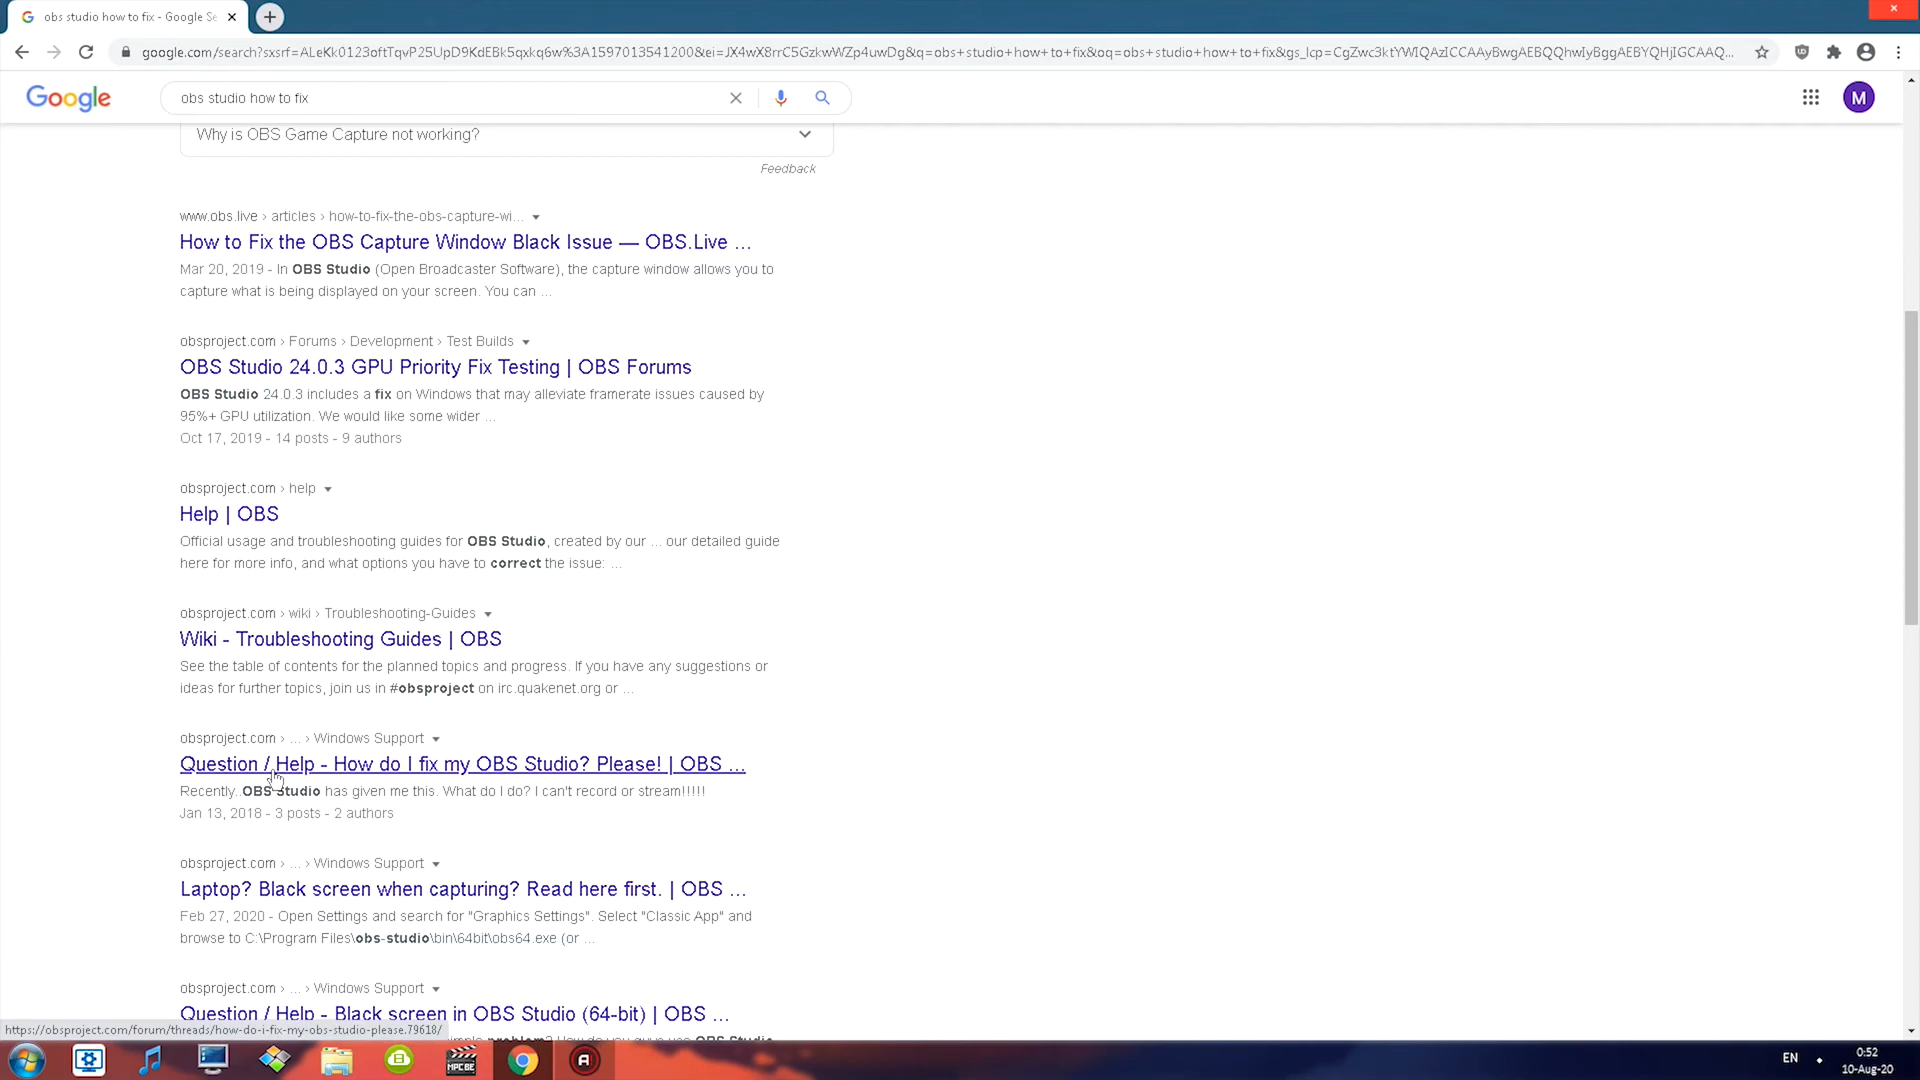 obs studio how to fix - Google Se
google.com/search?sxsrf=ALeKk0123oftTqvP25UpD9KdEBk5qxkq6w%3A1597013541200&ei=JX4wX8rrC5GzkwWZp4uwDg&q=obs+studio+how+to+fix&oq=obs+studio+how+to+fix&gs_lcp=CgZwc3ktYWIQAzICCAAyBwgAEBQQhwIyBggAEBYQHjIGCAAQ...
Google
obs studio how to fix
M
Why is OBS Game Capture not working?
Feedback
www.obs.live › articles › how-to-fix-the-obs-capture-wi...
How to Fix the OBS Capture Window Black Issue — OBS.Live ...
Mar 20, 2019 - In OBS Studio (Open Broadcaster Software), the capture window allows you to
capture what is being displayed on your screen. You can ...
obsproject.com › Forums › Development › Test Builds
OBS Studio 24.0.3 GPU Priority Fix Testing | OBS Forums
OBS Studio 24.0.3 includes a fix on Windows that may alleviate framerate issues caused by
95%+ GPU utilization. We would like some wider ...
Oct 17, 2019 - 14 posts - 9 authors
obsproject.com › help
Help | OBS
Official usage and troubleshooting guides for OBS Studio, created by our ... our detailed guide
here for more info, and what options you have to correct the issue: ...
obsproject.com › wiki › Troubleshooting-Guides
Wiki - Troubleshooting Guides | OBS
See the table of contents for the planned topics and progress. If you have any suggestions or
ideas for further topics, join us in #obsproject on irc.quakenet.org or ...
obsproject.com › ... › Windows Support
Question / Help - How do I fix my OBS Studio? Please! | OBS ...
Recently..OBS Studio has given me this. What do I do? I can't record or stream!!!!!
Jan 13, 2018 - 3 posts - 2 authors
obsproject.com › ... › Windows Support
Laptop? Black screen when capturing? Read here first. | OBS ...
Feb 27, 2020 - Open Settings and search for "Graphics Settings". Select "Classic App" and
browse to C:\Program Files\obs-studio\bin\64bit\obs64.exe (or ...
obsproject.com › ... › Windows Support
Question / Help - Black screen in OBS Studio (64-bit) | OBS ...
https://obsproject.com/forum/threads/how-do-i-fix-my-obs-studio-please.79618/
MPCBE
EN
0:52
10-Aug-20